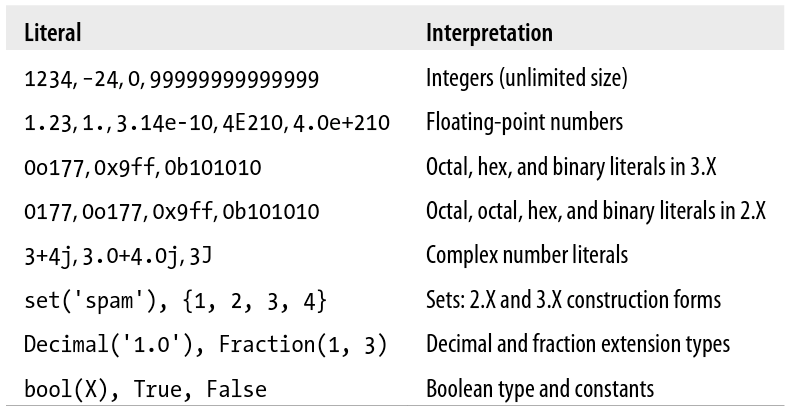 Literal Interpretation
1234, -24, 0, 99999999999999 Integers (unlimited size)
1.23, 1., 3.14e-10, 4E210, 4.0e+210 Floating-point numbers
0o177, 0x9ff, 0b101010 Octal, hex, and binary literals in 3.X
0177, 0o177, 0x9ff, 0b101010 Octal, octal, hex, and binary literals in 2.X
3+4j, 3.0+4.0j, 3J Complex number literals
set('spam'), {1, 2, 3, 4} Sets: 2.X and 3.X construction forms
Decimal('1.0'), Fraction(1, 3) Decimal and fraction extension types
bool(X), True, False Boolean type and constants